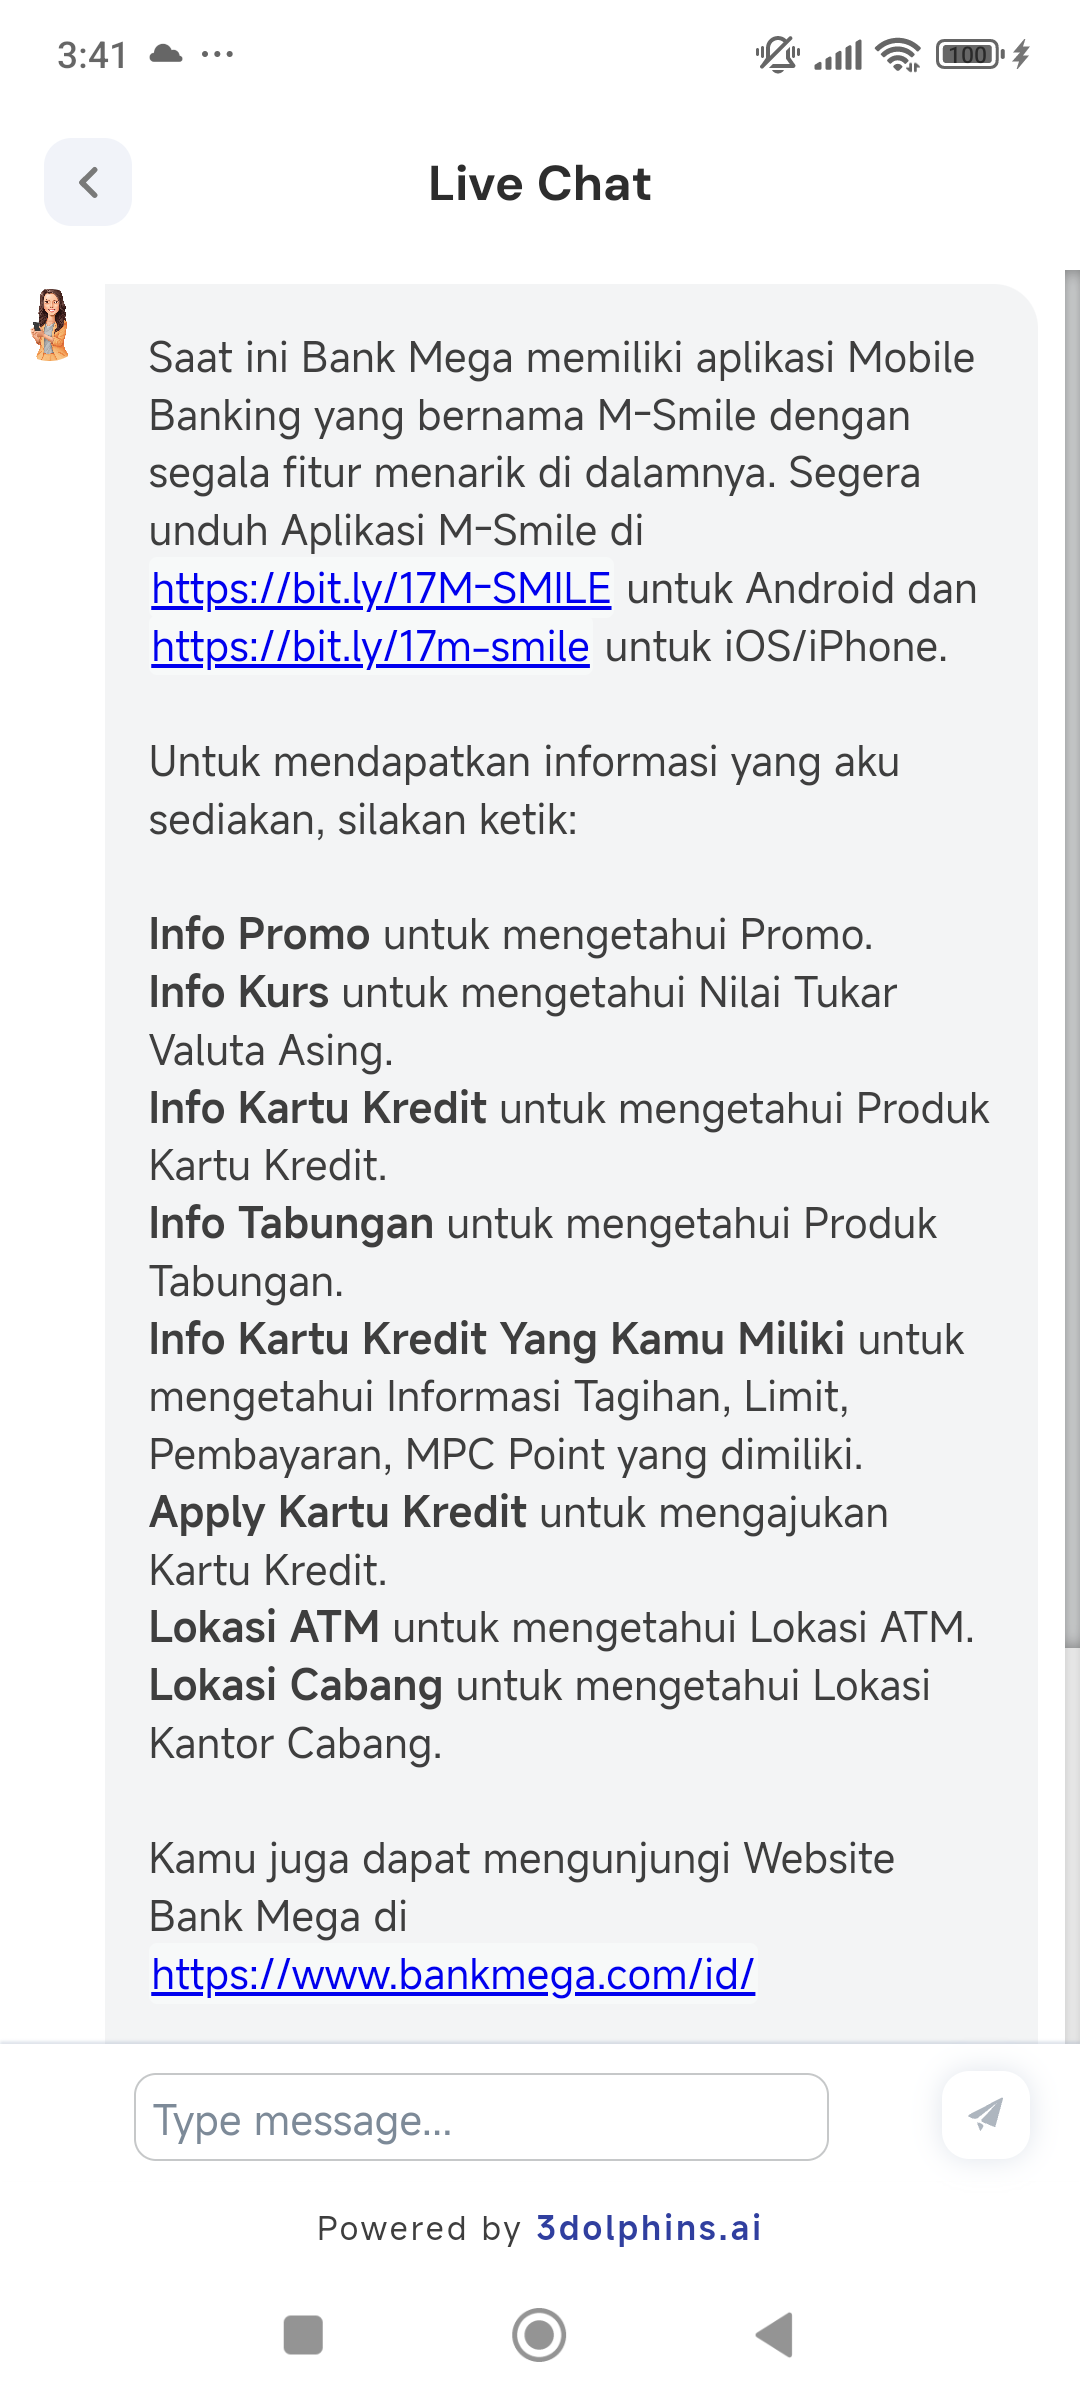 3:41
100
Live Chat
Saat ini Bank Mega memiliki aplikasi Mobile
Banking yang bernama M-Smile dengan
segala fitur menarik di dalamnya. Segera
unduh Aplikasi M-Smile di
https://bit.ly/17M-SMILE untuk Android dan
https://bit.ly/17m-smile untuk iOS/iPhone.
Untuk mendapatkan informasi yang aku
sediakan, silakan ketik:
Info Promo untuk mengetahui Promo.
Info Kurs untuk mengetahui Nilai Tukar
Valuta Asing.
Info Kartu Kredit untuk mengetahui Produk
Kartu Kredit.
Info Tabungan untuk mengetahui Produk
Tabungan.
Info Kartu Kredit Yang Kamu Miliki untuk
mengetahui Informasi Tagihan, Limit,
Pembayaran, MPC Point yang dimiliki.
Apply Kartu Kredit untuk mengajukan
Kartu Kredit.
Lokasi ATM untuk mengetahui Lokasi ATM.
Lokasi Cabang untuk mengetahui Lokasi
Kantor Cabang.
Kamu juga dapat mengunjungi Website
Bank Mega di
https://www.bankmega.com/id/
Type message...
Powered by 3dolphins.ai